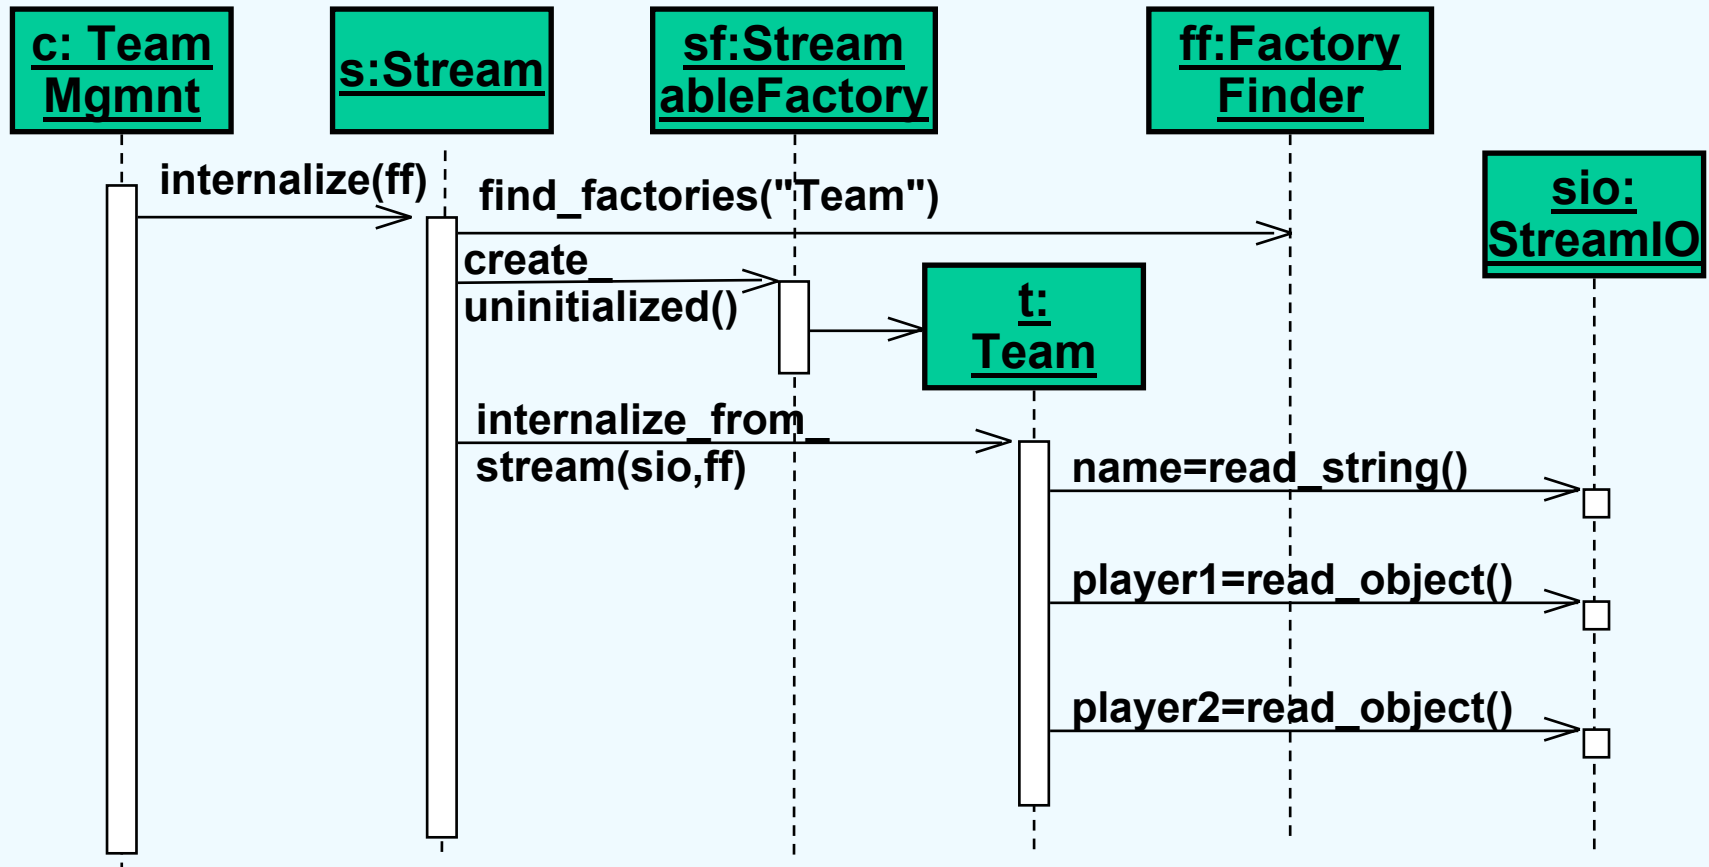 c: Team
Mgmnt
s:Stream
sf:Stream
ableFactory
ff:Factory
Finder
sio:
StreamIO
internalize(ff)
find_factories("Team")
create_
uninitialized()
t:
Team
internalize_from_
stream(sio,ff)
name=read_string()
player1=read_object()
player2=read_object()